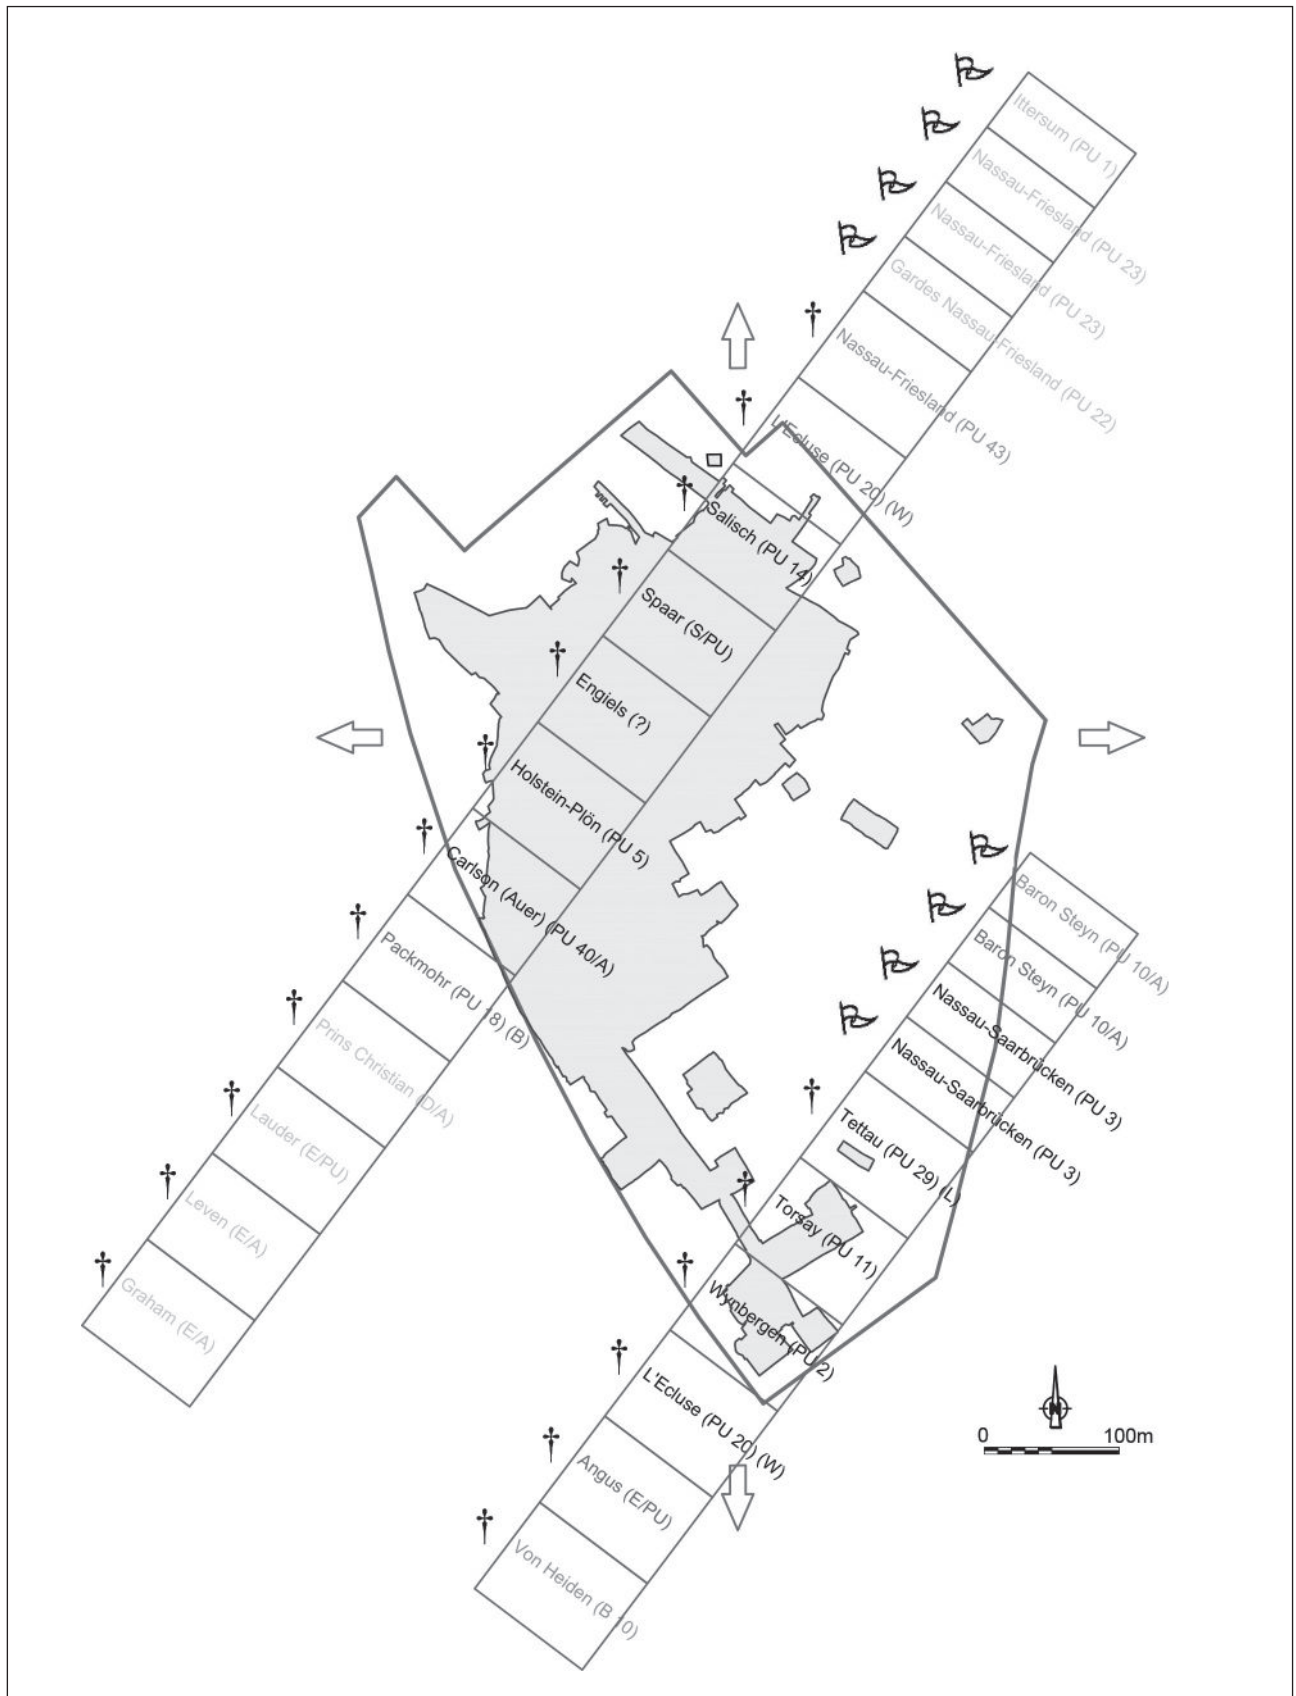 Ittersum (PU 1)
Nassau-Friesland (PU 23)
Nassau-Friesland (PU 23)
Gardes Nassau-Friesland (PU 22)
Nassau-Friesland (PU 43)
L'Ecluse (PU 20) (W)
Salisch (PU 14)
Spaar (S/PU)
Engiels (?)
Holstein-Plön (PU 5)
Carlson (Auer) (PU 40/A)
Packmohr (PU 18) (B)
Prins Christian (D/A)
Lauder (E/PU)
Leven (E/A)
Graham (E/A)
Baron Steyn (PU 10/A)
Baron Steyn (PU 10/A)
Nassau-Saarbrücken (PU 3)
Nassau-Saarbrücken (PU 3)
Tettau (PU 29) (L)
Torsay (PU 11)
Wynbergen (PU 2)
L'Ecluse (PU 20) (W)
Angus (E/PU)
Von Heiden (B 10)
N
0 100m